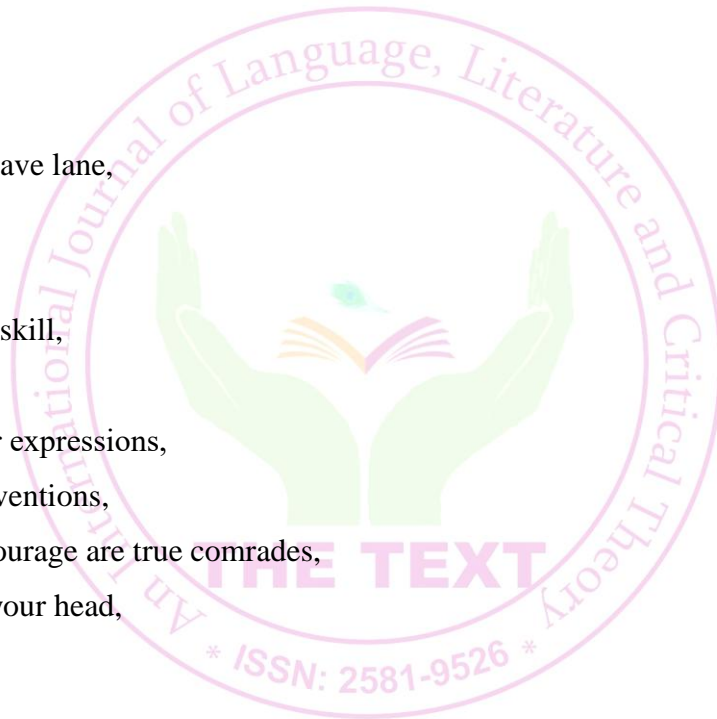 ave lane,
skill,
r expressions,
ventions,
ourage are true comrades,
your head,
An International Journal of Language, Literature and Critical Theory
THE TEXT
* ISSN: 2581-9526 *